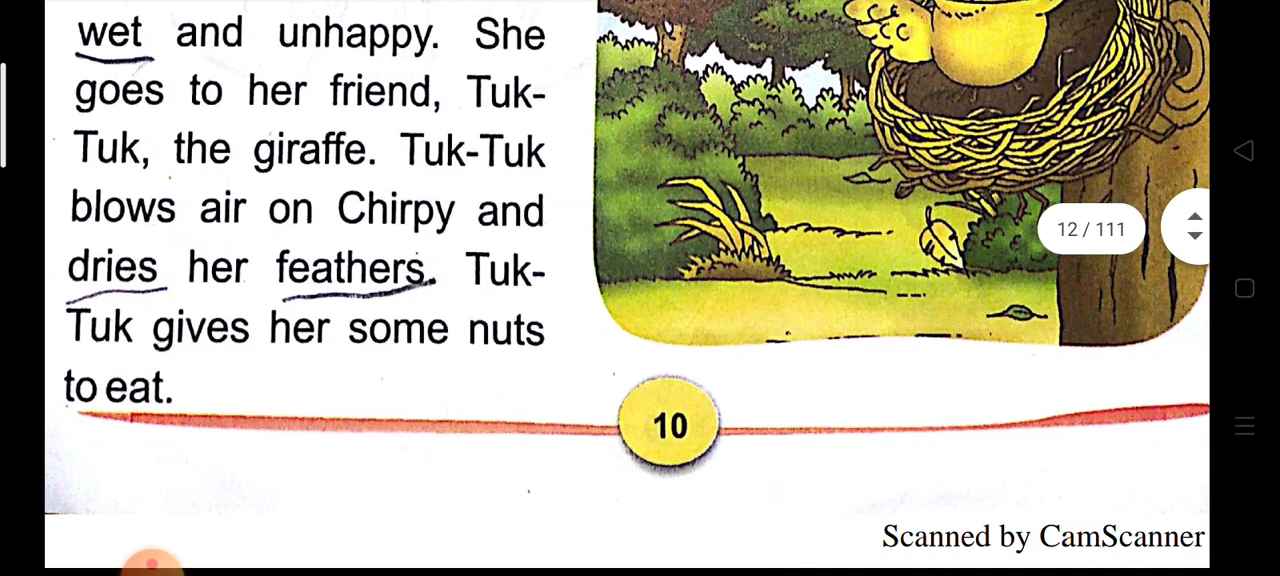 wet and unhappy. She
goes to her friend, Tuk-
Tuk, the giraffe. Tuk-Tuk
blows air on Chirpy and
dries her feathers. Tuk-
Tuk gives her some nuts
to eat.
12 / 111
10
Scanned by CamScanner